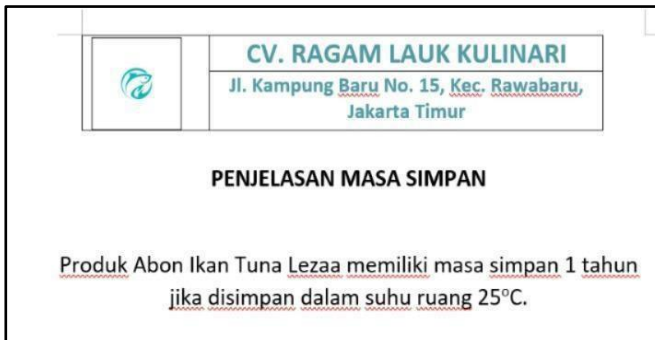 CV. RAGAM LAUK KULINARI
Jl. Kampung Baru No. 15, Kec. Rawabaru,
Jakarta Timur
PENJELASAN MASA SIMPAN
Produk Abon Ikan Tuna Lezaa memiliki masa simpan 1 tahun
jika disimpan dalam suhu ruang 25°C.